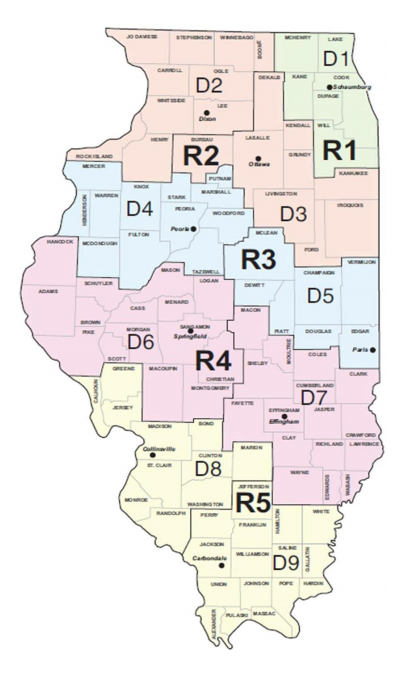 JO DAVIESS
STEPHENSON
WINNEBAGO
BOONE
MCHENRY
LAKE
D1
CARROLL
OGLE
D2
DEKALB
KANE
COOK
Schaumburg
DUPAGE
WHITESIDE
LEE
Dixon
KENDALL
WILL
HENRY
BUREAU
R2
LASALLE
Ottawa
GRUNDY
R1
ROCK ISLAND
MERCER
PUTNAM
KANKAKEE
KNOX
STARK
MARSHALL
LIVINGSTON
HENDERSON
WARREN
D4
PEORIA
WOODFORD
D3
IROQUOIS
Peoria
HANCOCK
MCDONOUGH
FULTON
MCLEAN
R3
FORD
MASON
TAZEWELL
VERMILION
LOGAN
CHAMPAIGN
ADAMS
SCHUYLER
DEWITT
D5
CASS
MENARD
MACON
BROWN
PIKE
MORGAN
D6
SANGAMON
Springfield
PIATT
MOULTRIE
DOUGLAS
EDGAR
Paris
SCOTT
GREENE
MACOUPIN
R4
CHRISTIAN
MONTGOMERY
SHELBY
COLES
CLARK
CALHOUN
CUMBERLAND
D7
JERSEY
FAYETTE
EFFINGHAM
Effingham
JASPER
MADISON
BOND
CRAWFORD
Collinsville
CLAY
RICHLAND
LAWRENCE
ST. CLAIR
CLINTON
D8
MARION
WAYNE
EDWARDS
WABASH
MONROE
WASHINGTON
JEFFERSON
R5
RANDOLPH
PERRY
HAMILTON
WHITE
FRANKLIN
JACKSON
Carbondale
WILLIAMSON
SALINE
D9
GALLATIN
UNION
JOHNSON
POPE
HARDIN
ALEXANDER
PULASKI
MASSAC